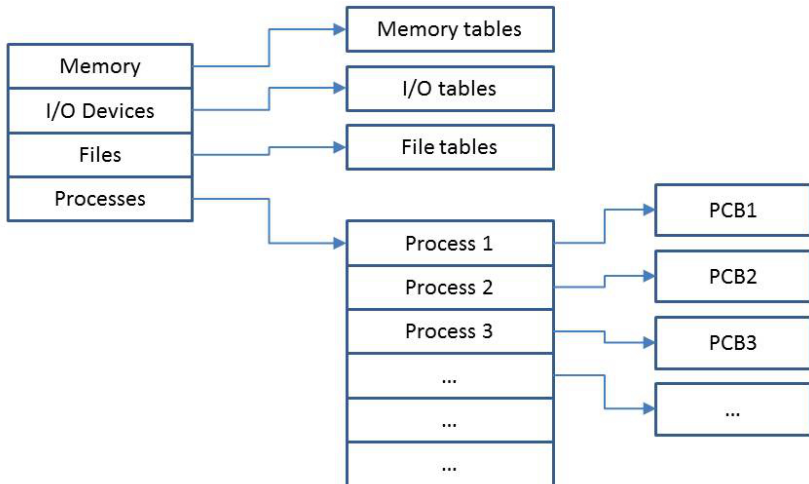 Memory tables
Memory
I/O Devices
Files
Processes
I/O tables
File tables
Process 1
Process 2
Process 3
...
...
...
PCB1
PCB2
PCB3
...